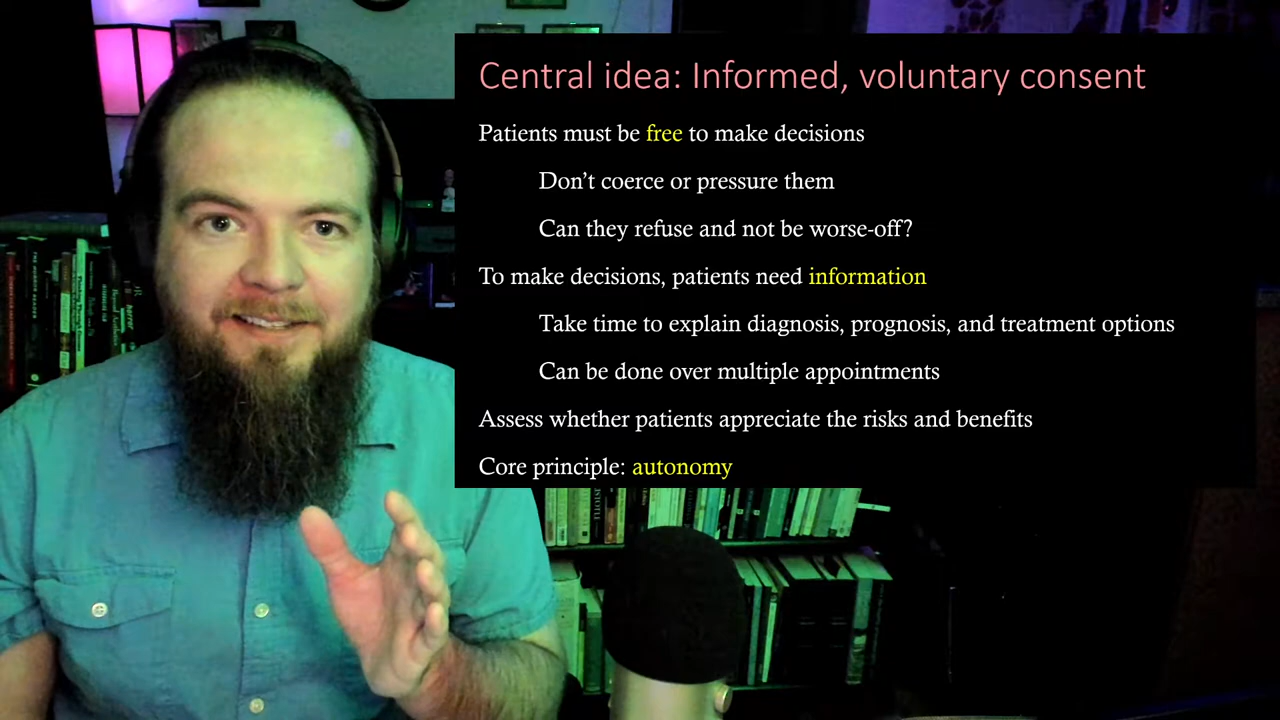 Central idea: Informed, voluntary consent
Patients must be free to make decisions
Don't coerce or pressure them
Can they refuse and not be worse-off?
To make decisions, patients need information
Take time to explain diagnosis, prognosis, and treatment options
Can be done over multiple appointments
Assess whether patients appreciate the risks and benefits
Core principle: autonomy